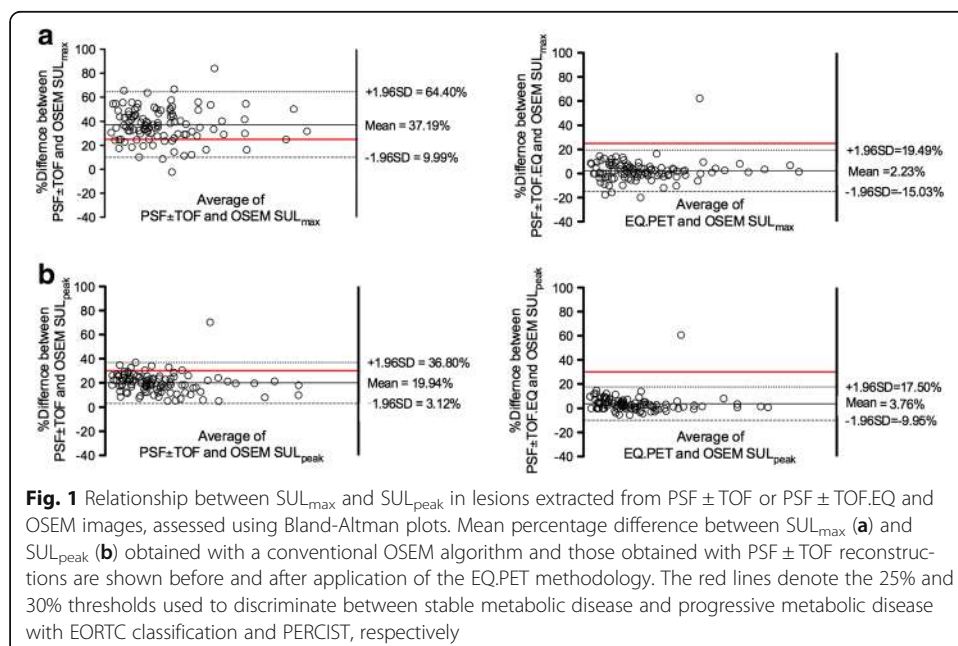 a
%Difference between
PSF±TOF and OSEM SULmax
100
80
60
40
20
0
-20
-40
+1.96SD = 64.40%
Mean = 37.19%
-1.96SD = 9.99%
Average of
PSF±TOF and OSEM SULmax
%Difference between
PSF±TOF.EQ and OSEM SULmax
100
80
60
40
20
0
-20
-40
+1.96SD=19.49%
Mean =2.23%
-1.96SD=-15.03%
Average of
EQ.PET and OSEM SULmax
b
%Differnce between
PSF±TOF and OSEM SULpeak
100
80
60
40
20
0
-20
-40
+1.96SD = 36.80%
Mean = 19.94%
-1.96SD = 3.12%
Average of
PSF±TOF and OSEM SULpeak
%Differnce between
PSF±TOF.EQ and OSEM SULpeak
100
80
60
40
20
0
-20
-40
+1.96SD = 17.50%
Mean = 3.76%
-1.96SD=-9.95%
Average of
EQ.PET and OSEM SULpeak
Fig. 1 Relationship between SULmax and SULpeak in lesions extracted from PSF ± TOF or PSF ± TOF.EQ and
OSEM images, assessed using Bland-Altman plots. Mean percentage difference between SULmax (a) and
SULpeak (b) obtained with a conventional OSEM algorithm and those obtained with PSF ± TOF reconstruc-
tions are shown before and after application of the EQ.PET methodology. The red lines denote the 25% and
30% thresholds used to discriminate between stable metabolic disease and progressive metabolic disease
with EORTC classification and PERCIST, respectively